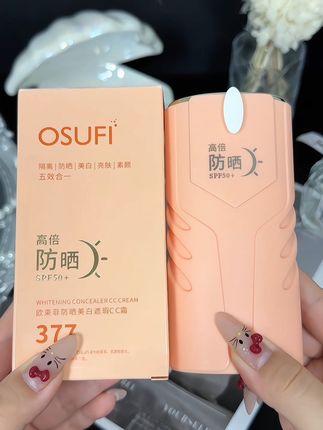 OSUFi
隔离|防晒|美白|亮肤|素颜
五效合一
高倍
防晒
SPF50+
WHITENING CONCEALER CC CREAM
欧束菲防晒美白遮瑕CC霜
377
高倍
防晒
SPF50+